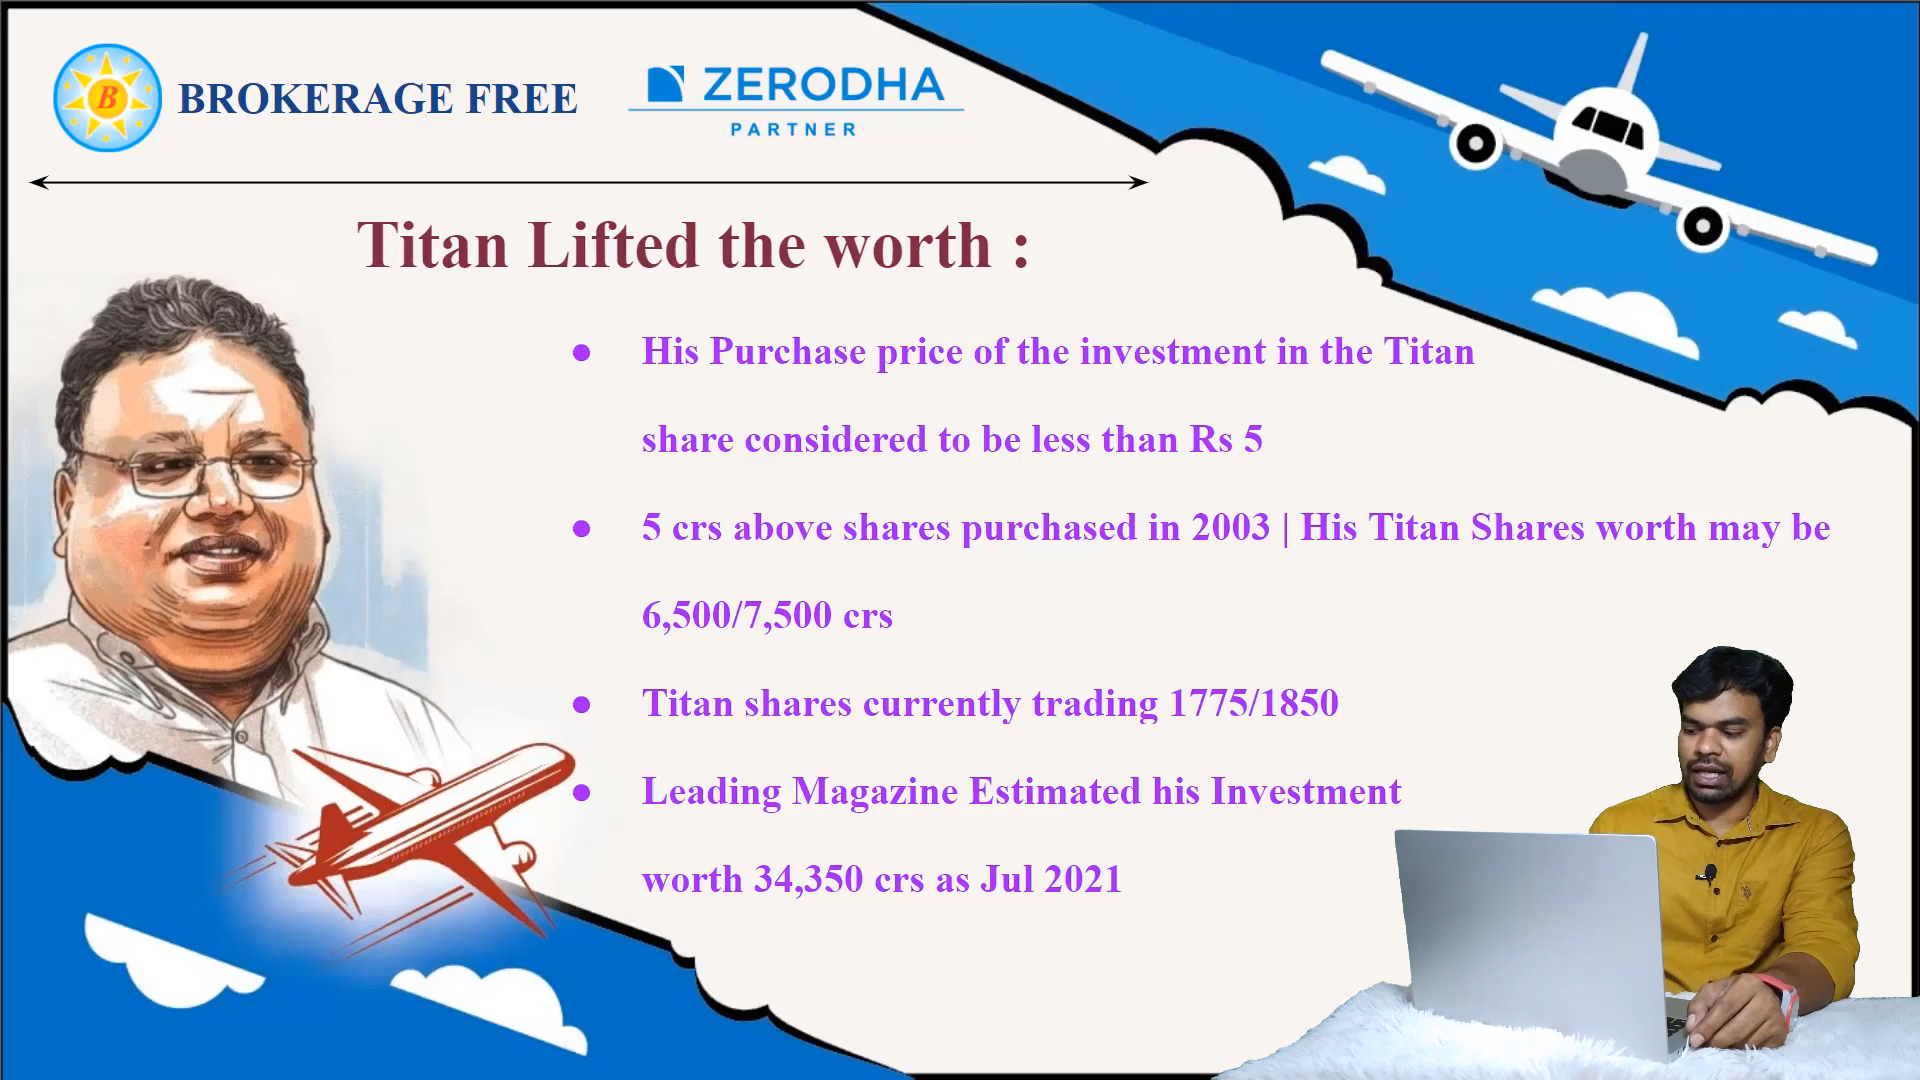 B
BROKERAGE FREE
ZERODHA
PARTNER
Titan Lifted the worth :
● His Purchase price of the investment in the Titan
share considered to be less than Rs 5
● 5 crs above shares purchased in 2003 | His Titan Shares worth may be
6,500/7,500 crs
● Titan shares currently trading 1775/1850
● Leading Magazine Estimated his Investment
worth 34,350 crs as Jul 2021